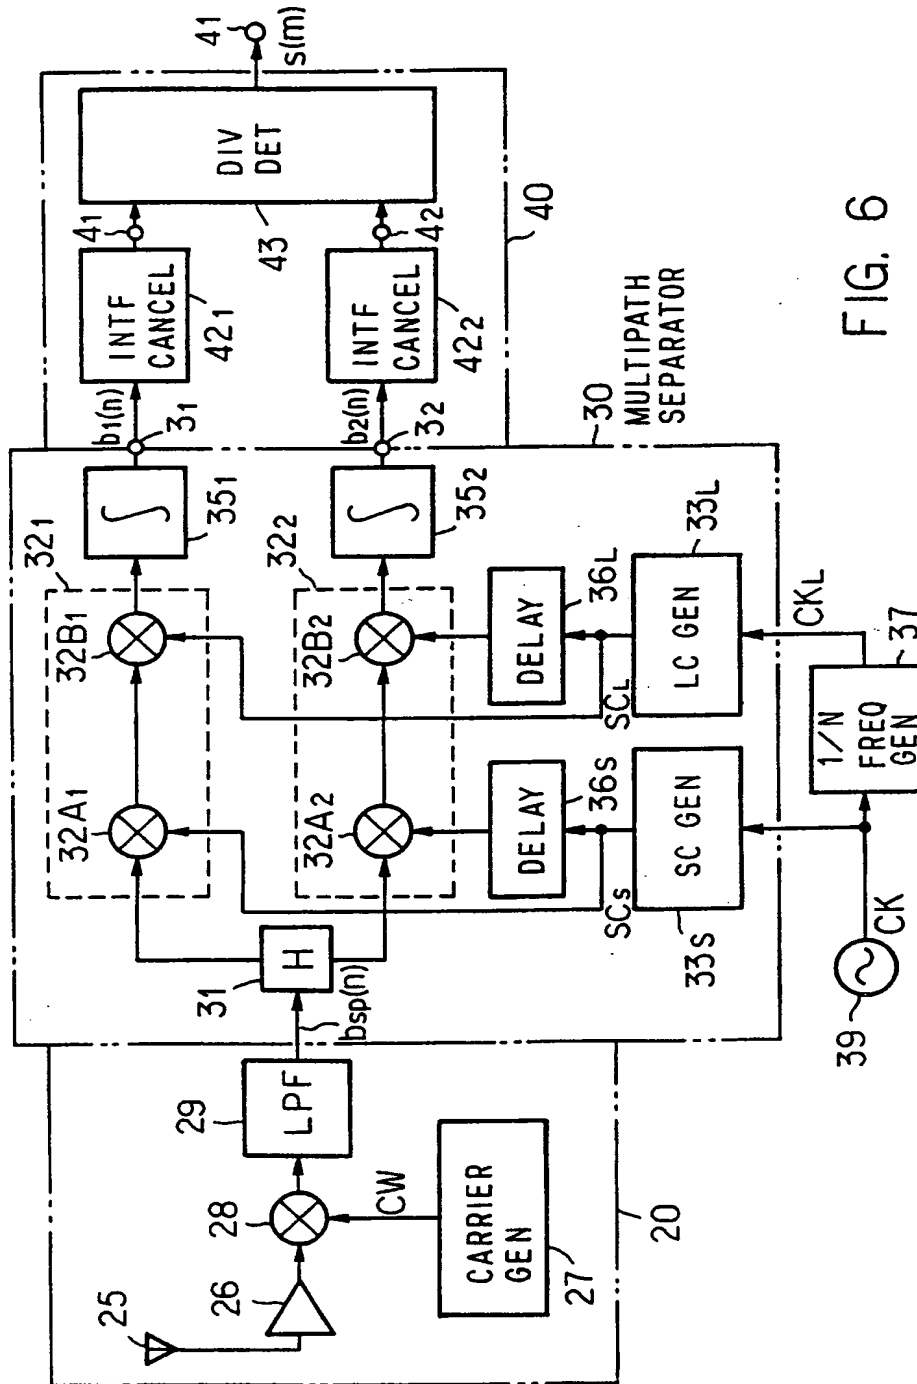 25
26
28
CARRIER
GEN
27
CW
29
LPF
20
31
H
bsp(n)
32A1
32B1
321
32A2
32B2
322
351
∫
352
∫
DELAY
36S
DELAY
36L
SCS
SCL
SC GEN
33S
LC GEN
33L
CK
39
1/N
FREQ
GEN
37
CKL
30
MULTIPATH
SEPARATOR
b1(n)
31
b2(n)
32
INTF
CANCEL
421
INTF
CANCEL
422
41
42
DIV
DET
43
41
s(m)
40
FIG. 6